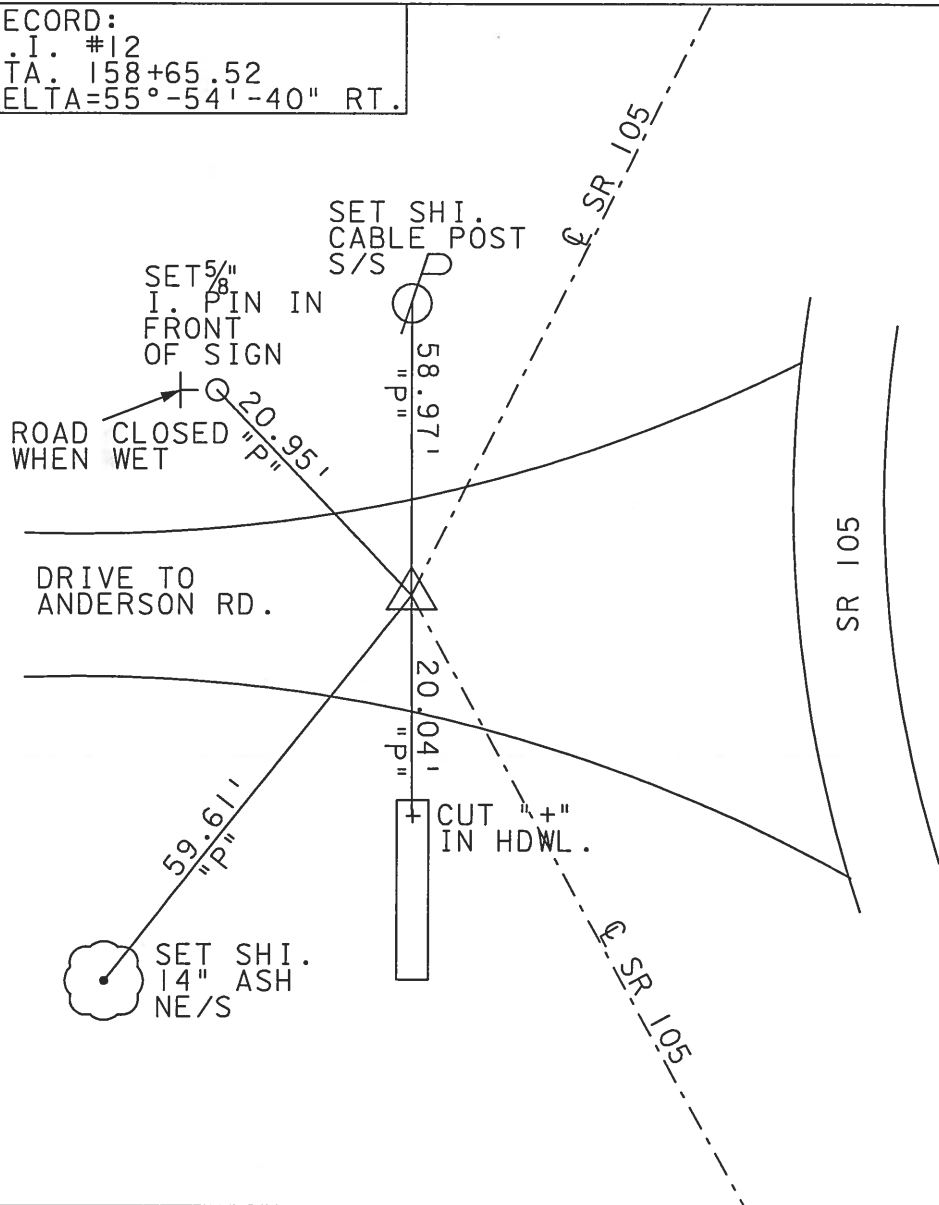 ECORD:
.I. #12
TA. 158+65.52
ELTA=55°-54'-40" RT.
℄ SR 105
SET SHI.
CABLE POST
S/S
SET 5/8"
I. PIN IN
FRONT
OF SIGN
58.97'
"P"
20.95'
"P"
ROAD CLOSED
WHEN WET
DRIVE TO
ANDERSON RD.
SR 105
20.04'
"P"
CUT "+"
IN HDWL.
59.61'
"P"
SET SHI.
14" ASH
NE/S
℄ SR 105